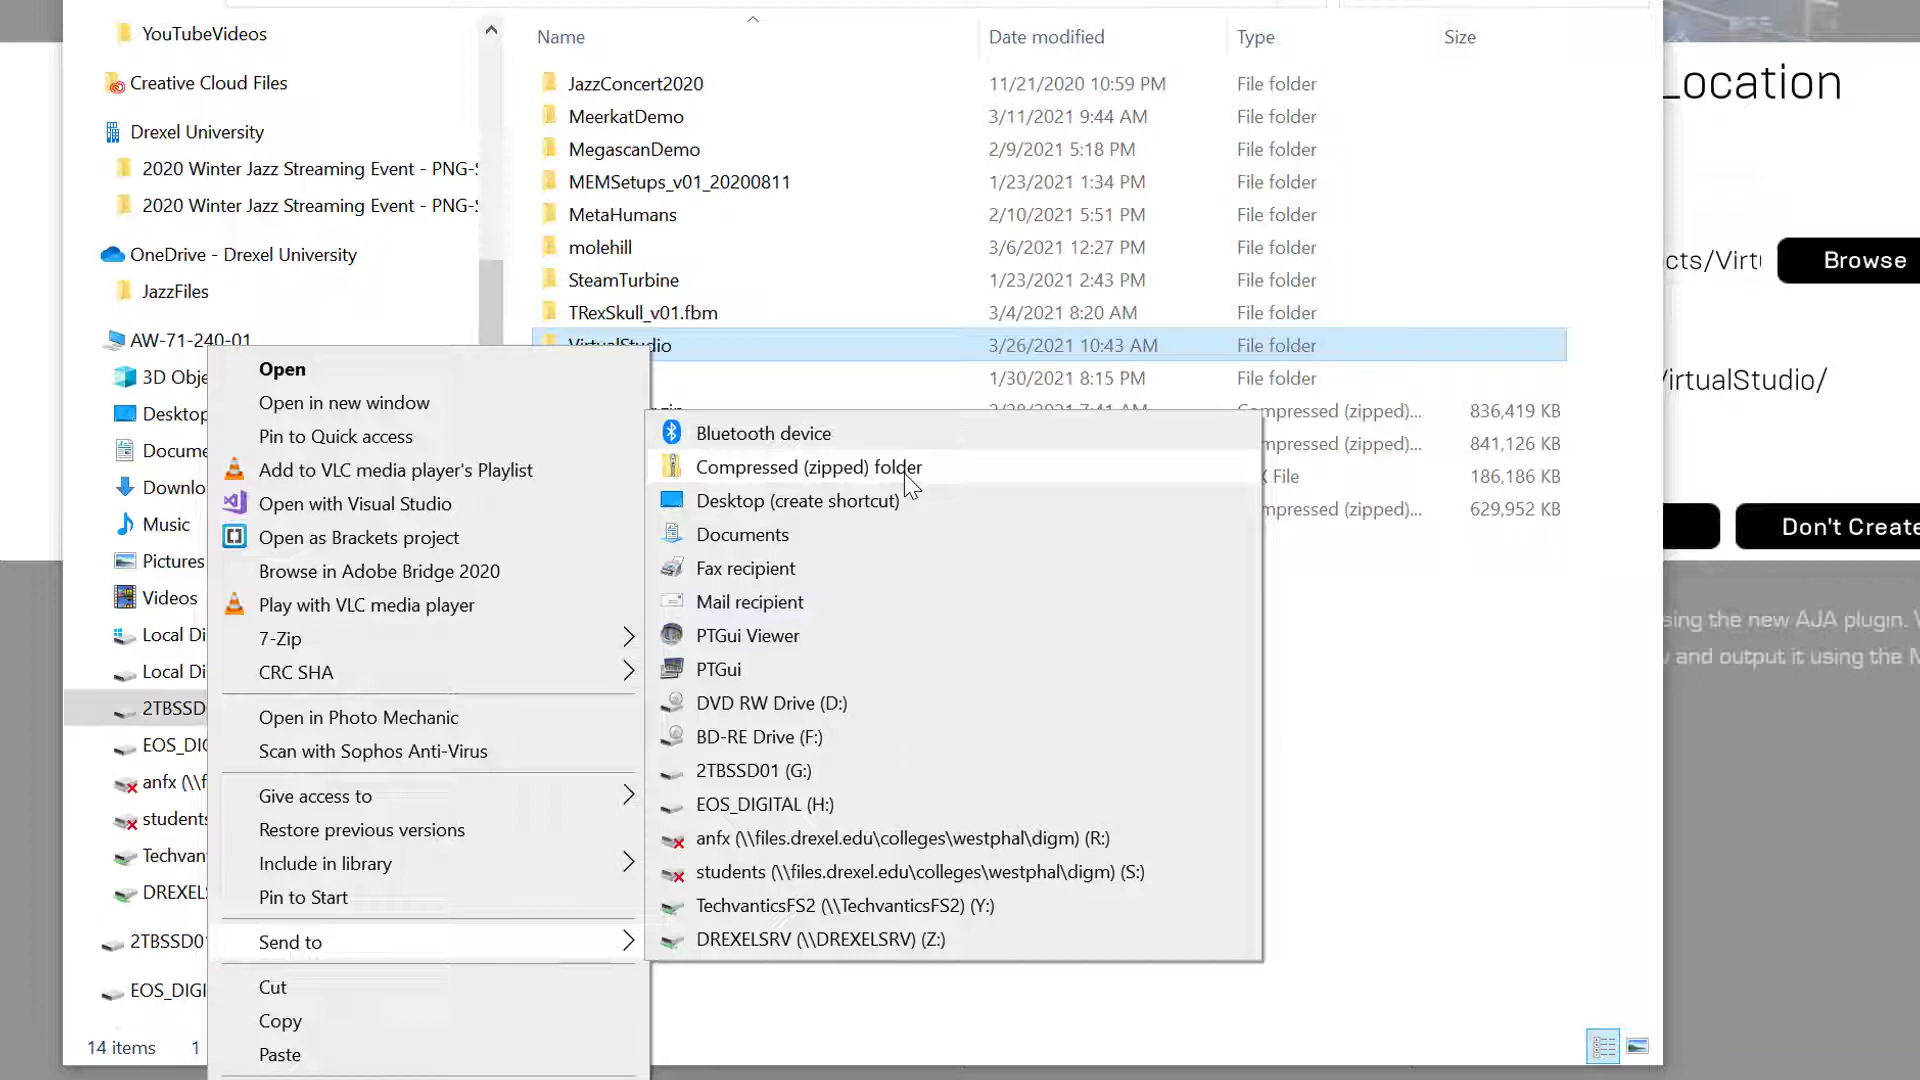 YouTubeVideos
Creative Cloud Files
Drexel University
2020 Winter Jazz Streaming Event - PNG-
2020 Winter Jazz Streaming Event - PNG-
OneDrive - Drexel University
JazzFiles
AW-71-240-01
3D Obje
Desktop
Docume
Downlo
Music
Pictures
Videos
Local Di
Local Di
2TBSSD
EOS_DIG
anfx (\\f
students
Techvan
DREXEL
2TBSSD0
EOS_DIGI
14 items 1
Name Date modified Type Size
JazzConcert2020 11/21/2020 10:59 PM File folder
MeerkatDemo 3/11/2021 9:44 AM File folder
MegascanDemo 2/9/2021 5:18 PM File folder
MEMSetups_v01_20200811 1/23/2021 1:34 PM File folder
MetaHumans 2/10/2021 5:51 PM File folder
molehill 3/6/2021 12:27 PM File folder
SteamTurbine 1/23/2021 2:43 PM File folder
TRexSkull_v01.fbm 3/4/2021 8:20 AM File folder
VirtualStudio 3/26/2021 10:43 AM File folder
1/30/2021 8:15 PM File folder
2/28/2021 7:41 AM Compressed (zipped)... 836,419 KB
mpressed (zipped)... 841,126 KB
File 186,186 KB
mpressed (zipped)... 629,952 KB
Open
Open in new window
Pin to Quick access
Add to VLC media player's Playlist
Open with Visual Studio
Open as Brackets project
Browse in Adobe Bridge 2020
Play with VLC media player
7-Zip
CRC SHA
Open in Photo Mechanic
Scan with Sophos Anti-Virus
Give access to
Restore previous versions
Include in library
Pin to Start
Send to
Cut
Copy
Paste
Bluetooth device
Compressed (zipped) folder
Desktop (create shortcut)
Documents
Fax recipient
Mail recipient
PTGui Viewer
PTGui
DVD RW Drive (D:)
BD-RE Drive (F:)
2TBSSD01 (G:)
EOS_DIGITAL (H:)
anfx (\\files.drexel.edu\colleges\westphal\digm) (R:)
students (\\files.drexel.edu\colleges\westphal\digm) (S:)
TechvanticsFS2 (\\TechvanticsFS2) (Y:)
DREXELSRV (\\DREXELSRV) (Z:)
Location
cts/Virt
Browse
VirtualStudio/
Don't Create
sing the new AJA plugin. V
and output it using the M